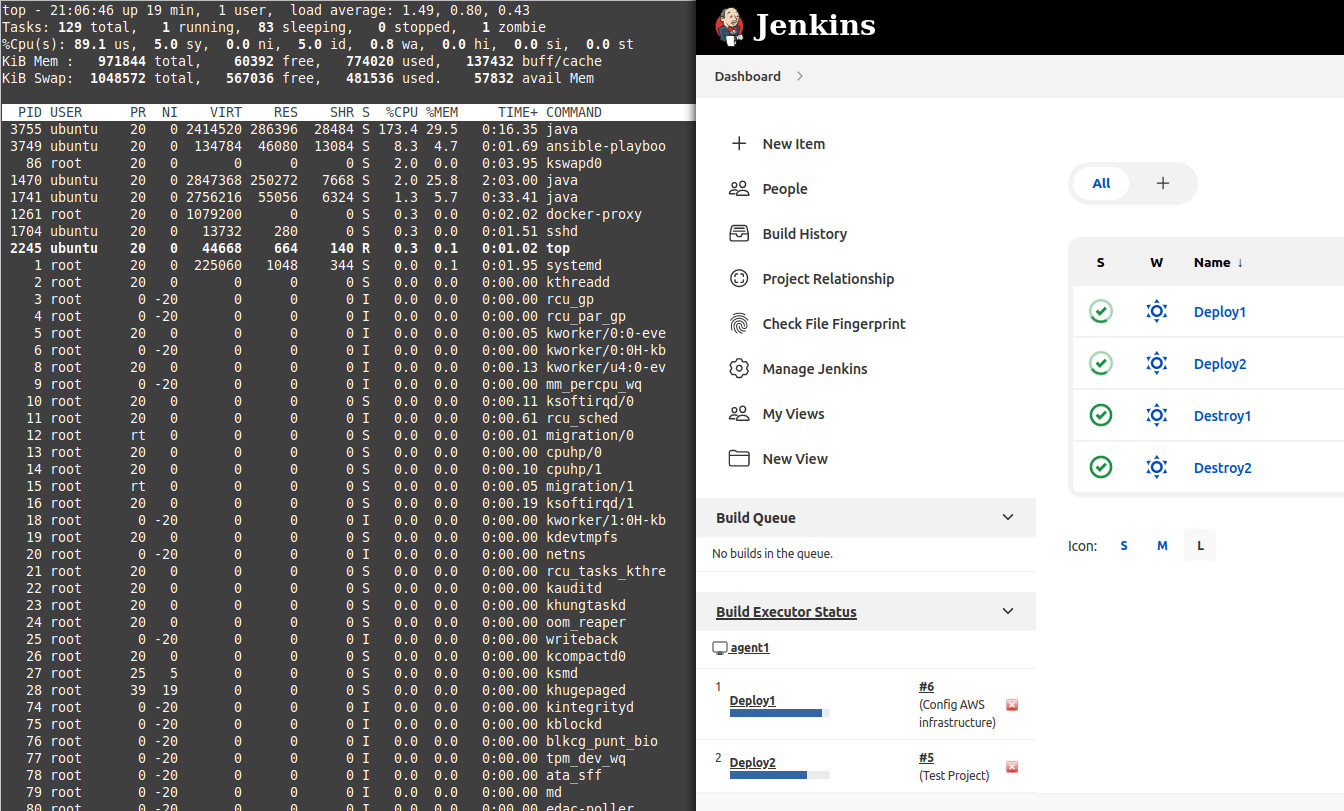 top - 21:06:46 up 19 min,  1 user,  load average: 1.49, 0.80, 0.43
Tasks: 129 total,   1 running,  83 sleeping,   0 stopped,   1 zombie
%Cpu(s): 89.1 us,  5.0 sy,  0.0 ni,  5.0 id,  0.8 wa,  0.0 hi,  0.0 si,  0.0 st
KiB Mem :   971844 total,    60392 free,   774020 used,   137432 buff/cache
KiB Swap:  1048572 total,   567036 free,   481536 used.    57832 avail Mem
PID USER PR NI VIRT RES SHR S %CPU %MEM TIME+ COMMAND
3755 ubuntu 20 0 2414520 286396 28484 S 173.4 29.5 0:16.35 java
3749 ubuntu 20 0 134784 46080 13084 S 8.3 4.7 0:01.69 ansible-playboo
86 root 20 0 0 0 0 S 2.0 0.0 0:03.95 kswapd0
1470 ubuntu 20 0 2847368 250272 7668 S 2.0 25.8 2:03.00 java
1741 ubuntu 20 0 2756216 55056 6324 S 1.3 5.7 0:33.41 java
1261 root 20 0 1079200 0 0 S 0.3 0.0 0:02.02 docker-proxy
1704 ubuntu 20 0 13732 280 0 S 0.3 0.0 0:01.51 sshd
2245 ubuntu 20 0 44668 664 140 R 0.3 0.1 0:01.02 top
1 root 20 0 225060 1048 344 S 0.0 0.1 0:01.95 systemd
2 root 20 0 0 0 0 S 0.0 0.0 0:00.00 kthreadd
3 root 0 -20 0 0 0 I 0.0 0.0 0:00.00 rcu_gp
4 root 0 -20 0 0 0 I 0.0 0.0 0:00.00 rcu_par_gp
5 root 20 0 0 0 0 I 0.0 0.0 0:00.05 kworker/0:0-eve
6 root 0 -20 0 0 0 I 0.0 0.0 0:00.00 kworker/0:0H-kb
8 root 20 0 0 0 0 I 0.0 0.0 0:00.13 kworker/u4:0-ev
9 root 0 -20 0 0 0 I 0.0 0.0 0:00.00 mm_percpu_wq
10 root 20 0 0 0 0 S 0.0 0.0 0:00.11 ksoftirqd/0
11 root 20 0 0 0 0 I 0.0 0.0 0:00.61 rcu_sched
12 root rt 0 0 0 0 S 0.0 0.0 0:00.01 migration/0
13 root 20 0 0 0 0 S 0.0 0.0 0:00.00 cpuhp/0
14 root 20 0 0 0 0 S 0.0 0.0 0:00.10 cpuhp/1
15 root rt 0 0 0 0 S 0.0 0.0 0:00.05 migration/1
16 root 20 0 0 0 0 S 0.0 0.0 0:00.19 ksoftirqd/1
18 root 0 -20 0 0 0 I 0.0 0.0 0:00.00 kworker/1:0H-kb
19 root 20 0 0 0 0 S 0.0 0.0 0:00.00 kdevtmpfs
20 root 0 -20 0 0 0 I 0.0 0.0 0:00.00 netns
21 root 20 0 0 0 0 S 0.0 0.0 0:00.00 rcu_tasks_kthre
22 root 20 0 0 0 0 S 0.0 0.0 0:00.00 kauditd
23 root 20 0 0 0 0 S 0.0 0.0 0:00.00 khungtaskd
24 root 20 0 0 0 0 S 0.0 0.0 0:00.00 oom_reaper
25 root 0 -20 0 0 0 I 0.0 0.0 0:00.00 writeback
26 root 20 0 0 0 0 S 0.0 0.0 0:00.00 kcompactd0
27 root 25 5 0 0 0 S 0.0 0.0 0:00.00 ksmd
28 root 39 19 0 0 0 S 0.0 0.0 0:00.00 khugepaged
74 root 0 -20 0 0 0 I 0.0 0.0 0:00.00 kintegrityd
75 root 0 -20 0 0 0 I 0.0 0.0 0:00.00 kblockd
76 root 0 -20 0 0 0 I 0.0 0.0 0:00.00 blkcg_punt_bio
77 root 0 -20 0 0 0 I 0.0 0.0 0:00.00 tpm_dev_wq
78 root 0 -20 0 0 0 I 0.0 0.0 0:00.00 ata_sff
79 root 0 -20 0 0 0 I 0.0 0.0 0:00.00 md
80 root 0 -20 0 0 0 I 0.0 0.0 0:00.00 edac-poller
Jenkins
Dashboard
New Item
People
Build History
Project Relationship
Check File Fingerprint
Manage Jenkins
My Views
New View
Build Queue
No builds in the queue.
Build Executor Status
agent1
1 Deploy1 #6
(Config AWS
infrastructure)
2 Deploy2 #5
(Test Project)
All +
S W Name ↓
Deploy1
Deploy2
Destroy1
Destroy2
Icon: S M L